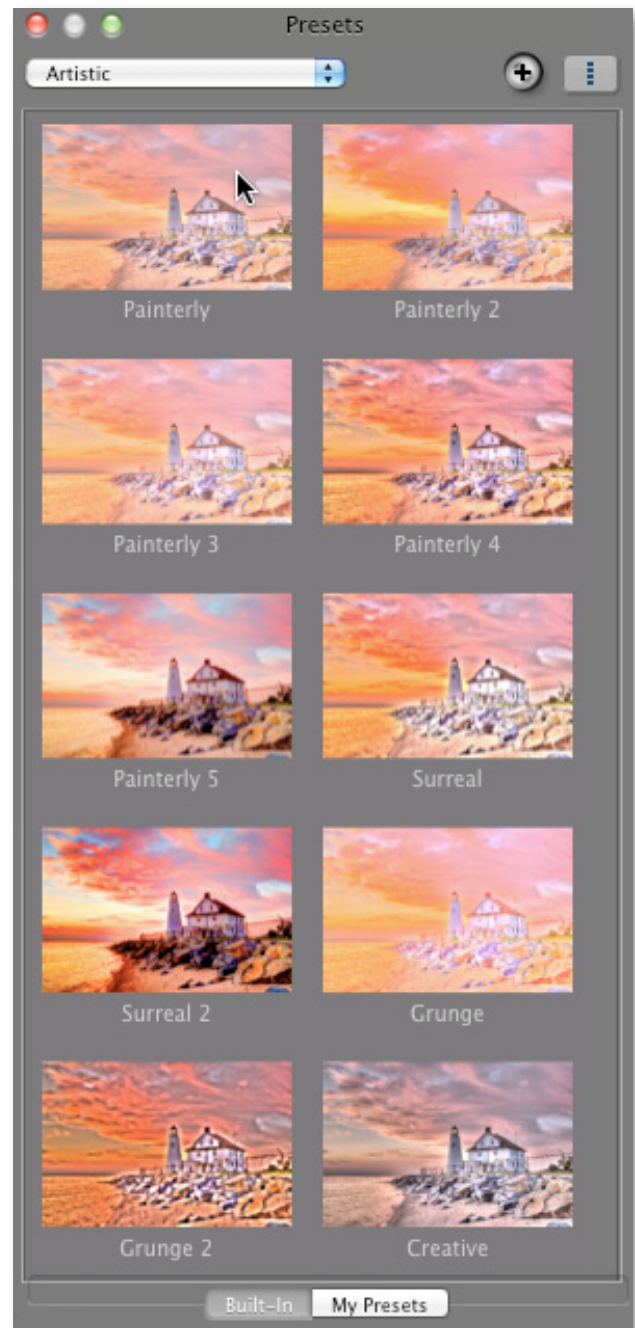 Presets
Artistic
Painterly
Painterly 2
Painterly 3
Painterly 4
Painterly 5
Surreal
Surreal 2
Grunge
Grunge 2
Creative
Built-In
My Presets